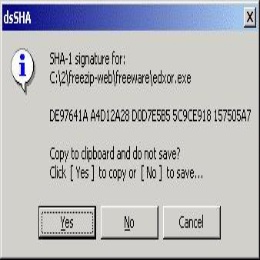 dsSHA
SHA-1 signature for:
C:\2\freezip-web\freeware\edxor.exe
DE97641A A4D12A28 D0D7E5B5 5C9CE918 157505A7
Copy to clipboard and do not save?
Click [ Yes ] to copy or [ No ] to save...
Yes
No
Cancel